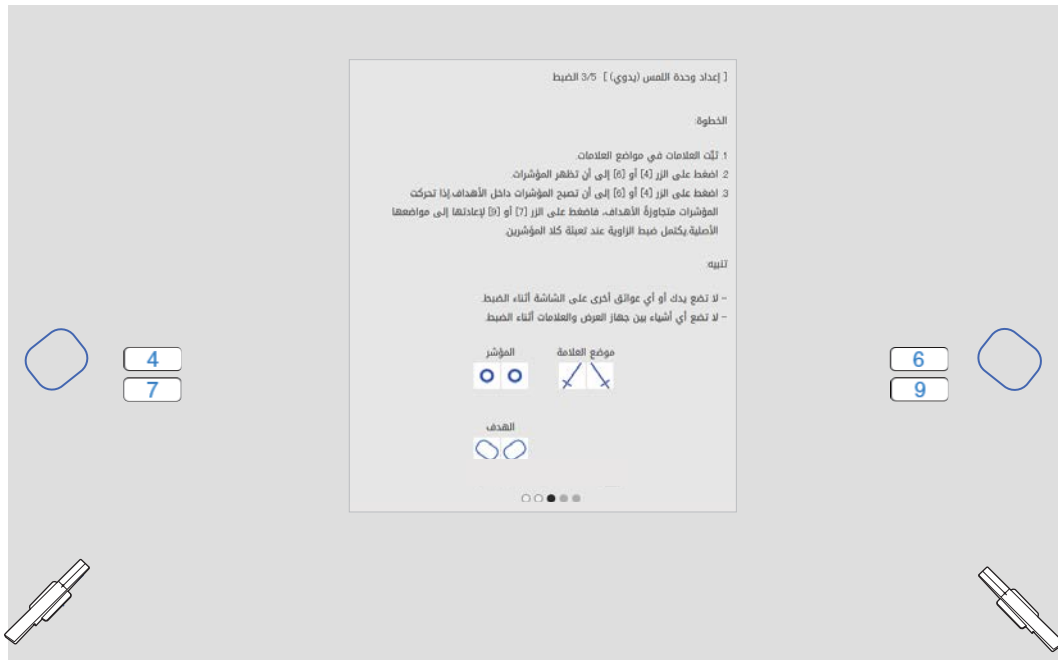 [ إعداد وحدة اللمس (يدوي) ] 3/5 الضبط
الخطوة:
1. ثبّت العلامات في مواضع العلامات.
2. اضغط على الزر [4] أو [6] إلى أن تظهر المؤشرات.
3. اضغط على الزر [4] أو [6] إلى أن تصبح المؤشرات داخل الأهداف.إذا تحركت
المؤشرات متجاوزةً الأهداف، فاضغط على الزر [7] أو [9] لإعادتها إلى مواضعها
الأصلية.يكتمل ضبط الزاوية عند تعبئة كلا المؤشرين.
تنبيه:
- لا تضع يدك أو أي عوائق أخرى على الشاشة أثناء الضبط.
- لا تضع أي أشياء بين جهاز العرض والعلامات أثناء الضبط.
موضع العلامة المؤشر
الهدف
4
7
6
9